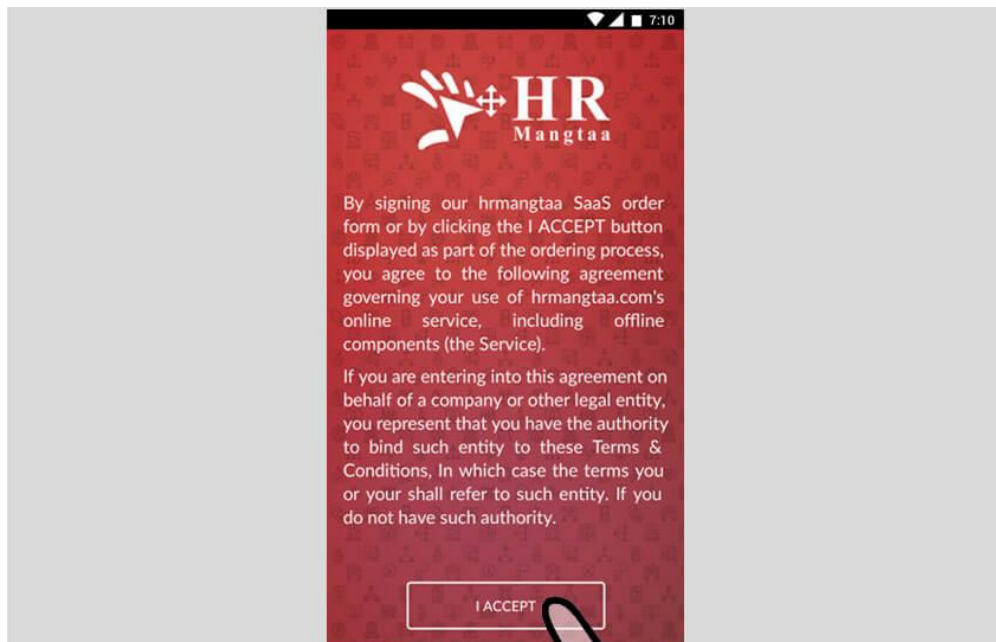 7:10
HR
Mangtaa
By signing our hrmangtaa SaaS order
form or by clicking the I ACCEPT button
displayed as part of the ordering process,
you agree to the following agreement
governing your use of hrmangtaa.com's
online service, including offline
components (the Service).
If you are entering into this agreement on
behalf of a company or other legal entity,
you represent that you have the authority
to bind such entity to these Terms &
Conditions, In which case the terms you
or your shall refer to such entity. If you
do not have such authority.
I ACCEPT